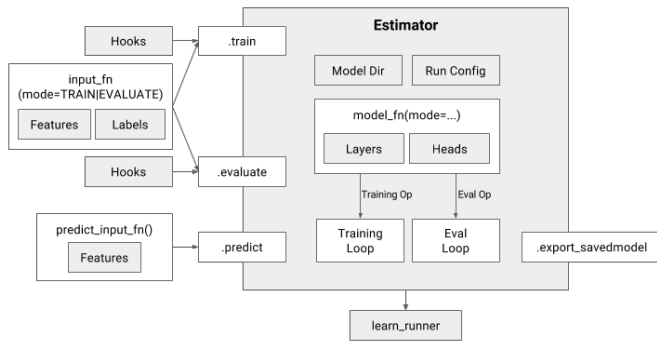 Estimator
Hooks
.train
input_fn
(mode=TRAIN|EVALUATE)
Features
Labels
Hooks
.evaluate
predict_input_fn()
Features
.predict
Model Dir
Run Config
model_fn(mode=...)
Layers
Heads
Training Op
Eval Op
Training
Loop
Eval
Loop
.export_savedmodel
learn_runner